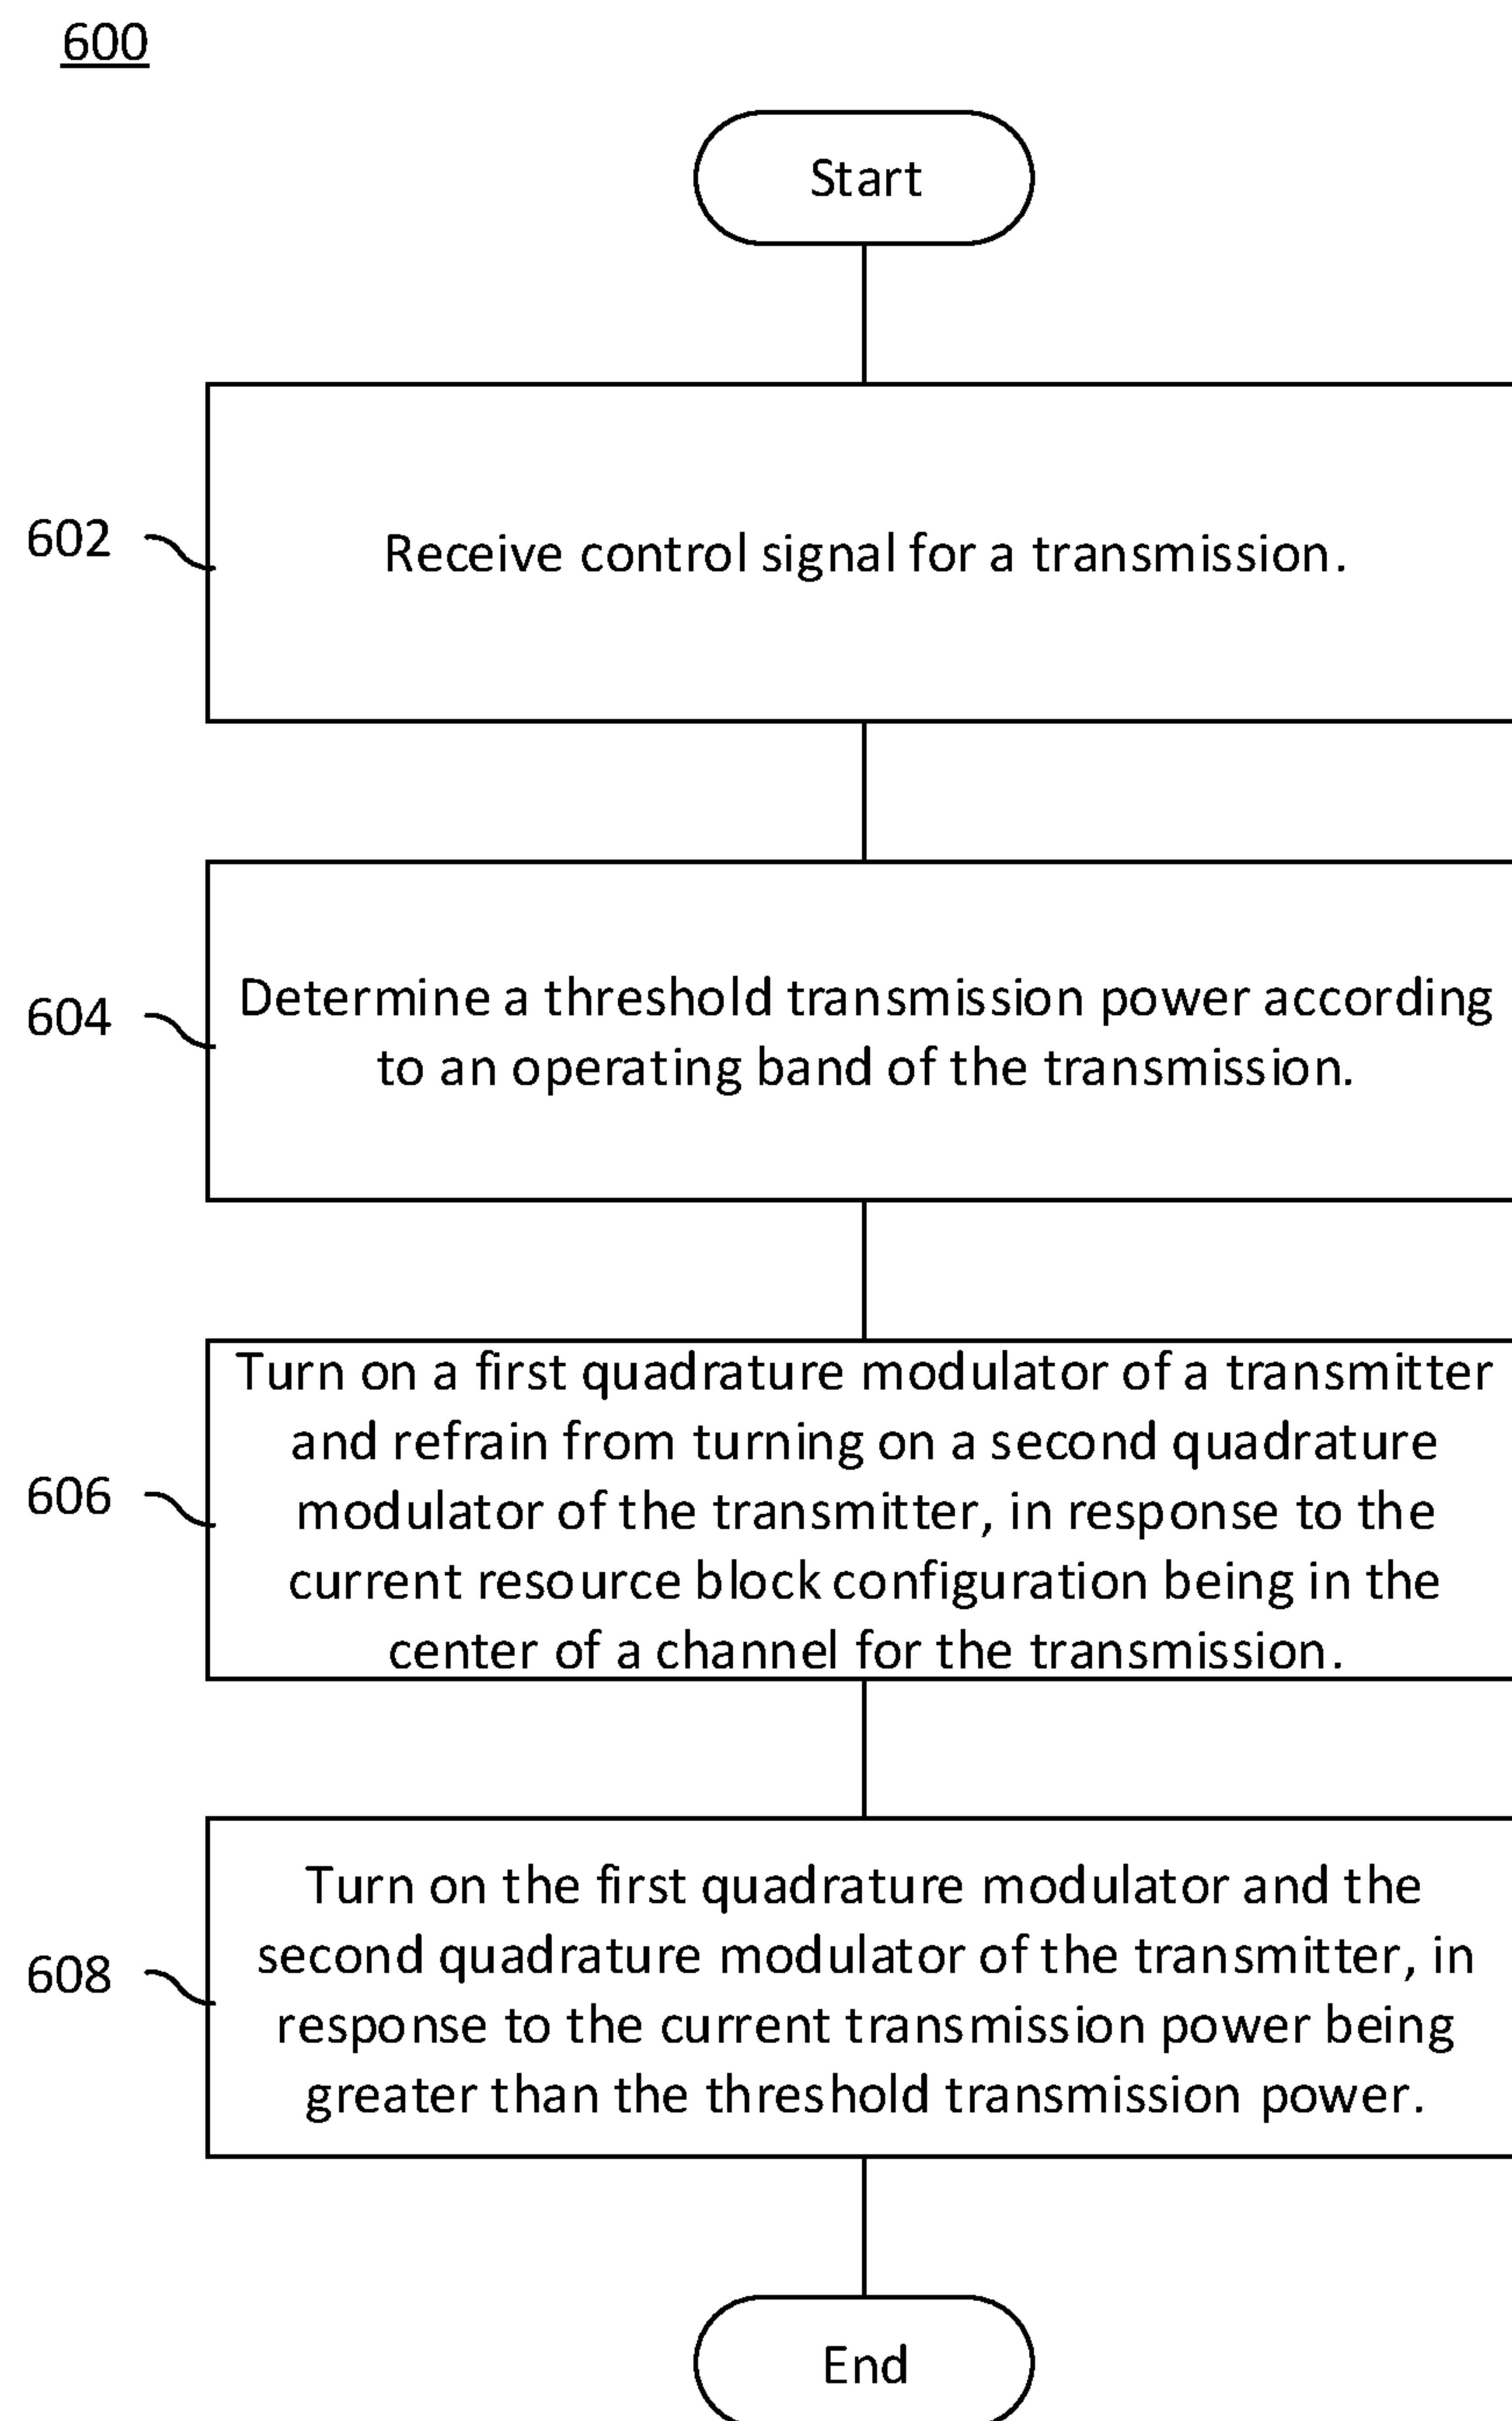 600
Start
602
Receive control signal for a transmission.
604
Determine a threshold transmission power according
to an operating band of the transmission.
606
Turn on a first quadrature modulator of a transmitter
and refrain from turning on a second quadrature
modulator of the transmitter, in response to the
current resource block configuration being in the
center of a channel for the transmission.
608
Turn on the first quadrature modulator and the
second quadrature modulator of the transmitter, in
response to the current transmission power being
greater than the threshold transmission power.
End